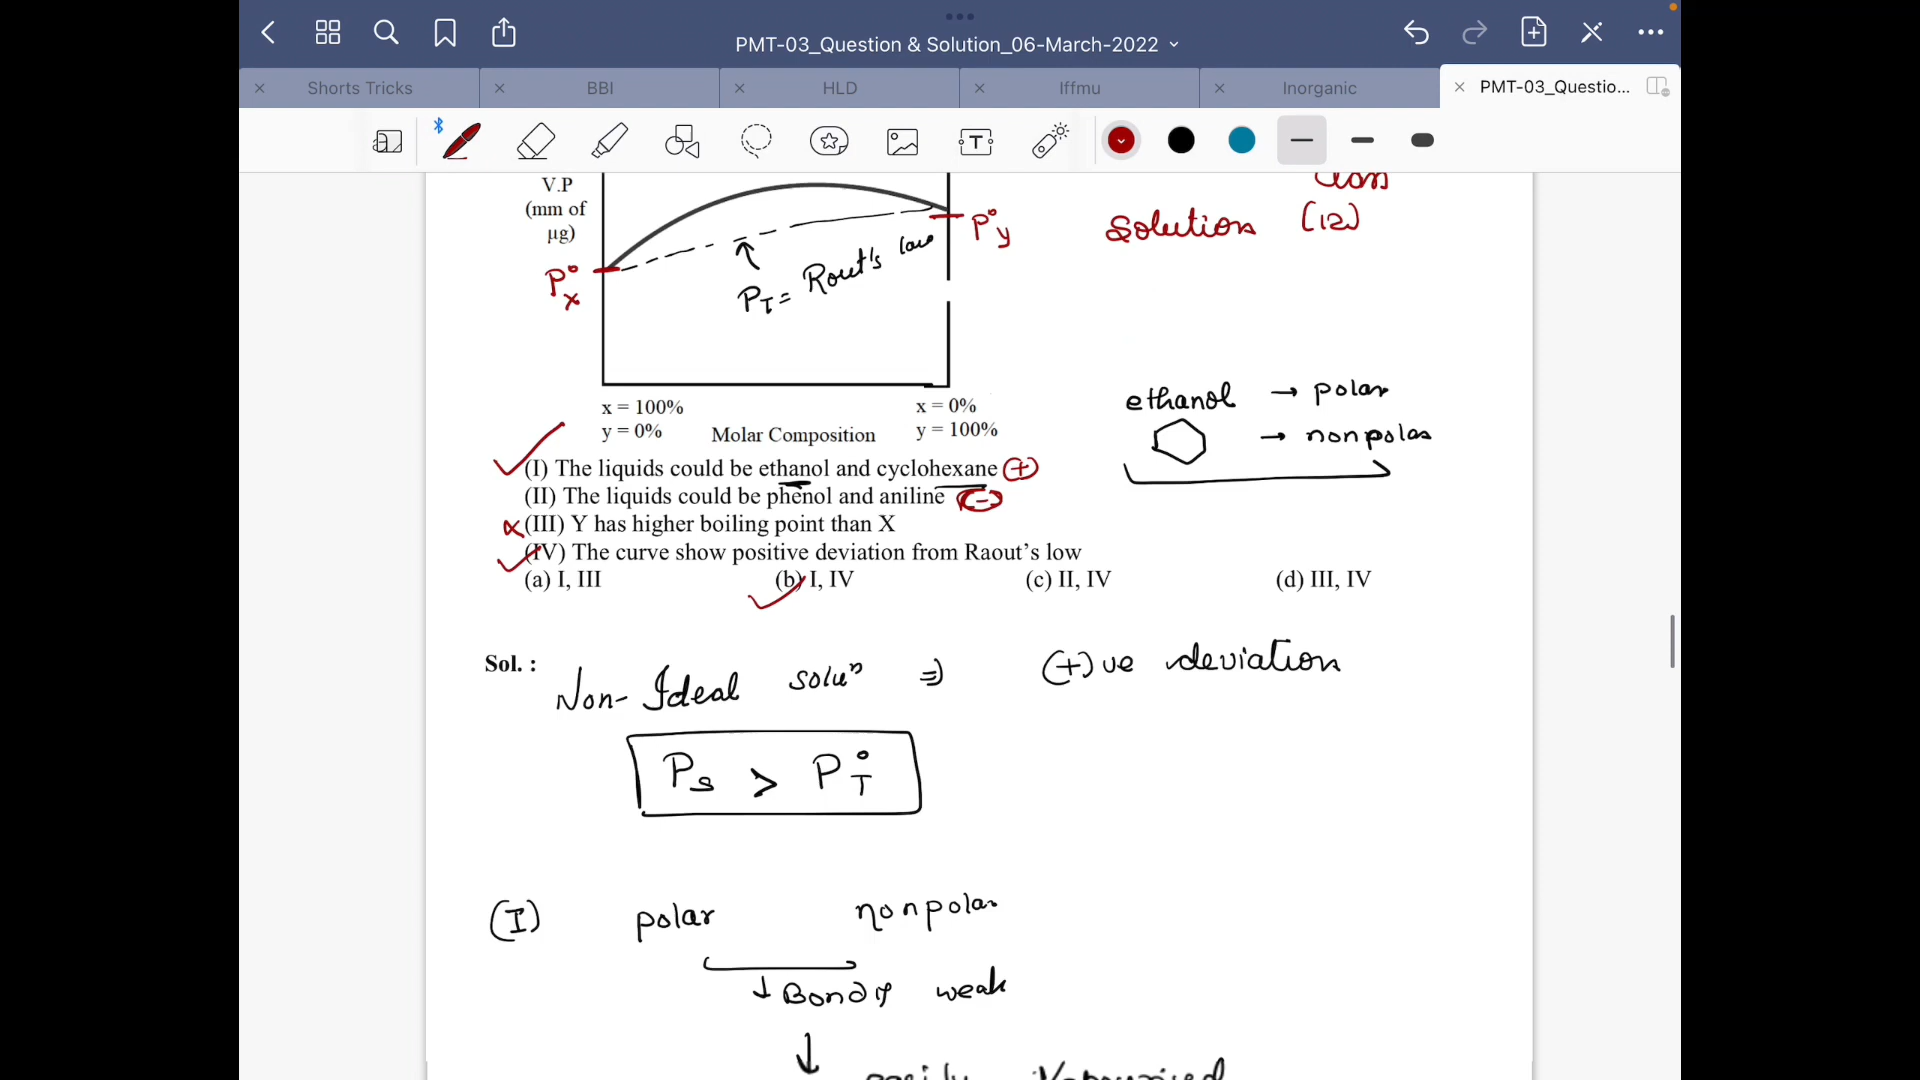 PMT-03_Question & Solution_06-March-2022
Shorts Tricks
BBI
HLD
Iffmu
Inorganic
PMT-03_Questio...
T
V.P
(mm of
µg)
P°x
P°y
PT = Rout's law
Solution (12)
x = 100%
y = 0%
Molar Composition
x = 0%
y = 100%
ethanol → polar
→ nonpolar
(I) The liquids could be ethanol and cyclohexane (+)
(II) The liquids could be phenol and aniline (-)
(III) Y has higher boiling point than X
(IV) The curve show positive deviation from Raout's low
(a) I, III (b) I, IV (c) II, IV (d) III, IV
Sol. :
Non-Ideal soluⁿ ⇒ (+)ve deviation
Ps > P°T
(I) polar nonpolar
↓ weak
↓